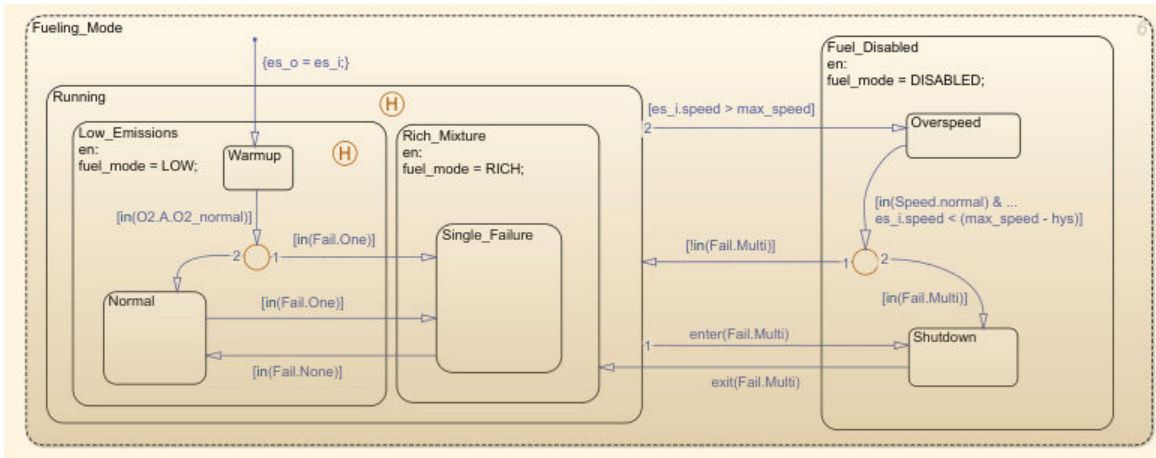 Fueling_Mode
6
{es_o = es_i;}
Running
H
Low_Emissions
en:
fuel_mode = LOW;
Warmup
H
Rich_Mixture
en:
fuel_mode = RICH;
[in(O2.A.O2_normal)]
2
1
[in(Fail.One)]
Single_Failure
Normal
[in(Fail.One)]
[in(Fail.None)]
2
[es_i.speed > max_speed]
Fuel_Disabled
en:
fuel_mode = DISABLED;
Overspeed
[in(Speed.normal) & ...
es_i.speed < (max_speed - hys)]
[!in(Fail.Multi)]
1
2
[in(Fail.Multi)]
1
enter(Fail.Multi)
Shutdown
exit(Fail.Multi)